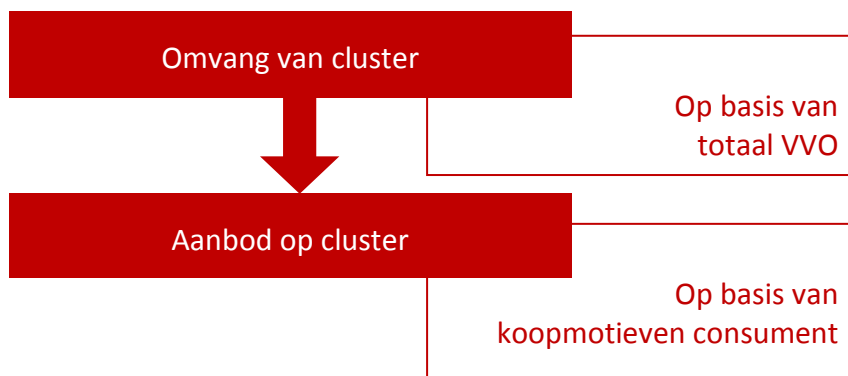 Omvang van cluster
Op basis van
totaal VVO
Aanbod op cluster
Op basis van
koopmotieven consument